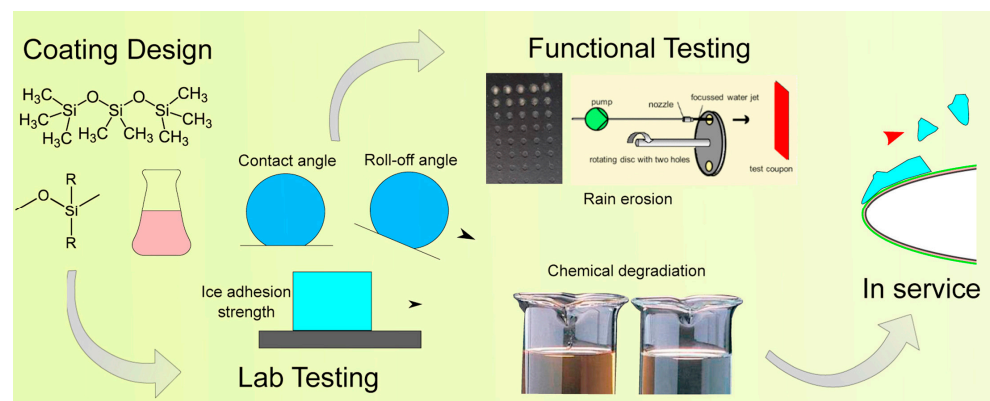 Coating Design
H₃C
O
O
CH₃
H₃C
Si
Si
Si
CH₃
H₃C
CH₃
CH₃
CH₃
R
O
Si
R
Contact angle
Roll-off angle
Ice adhesion
strength
Lab Testing
Functional Testing
pump
nozzle
focussed water jet
rotating disc with two holes
test coupon
Rain erosion
Chemical degradation
In service